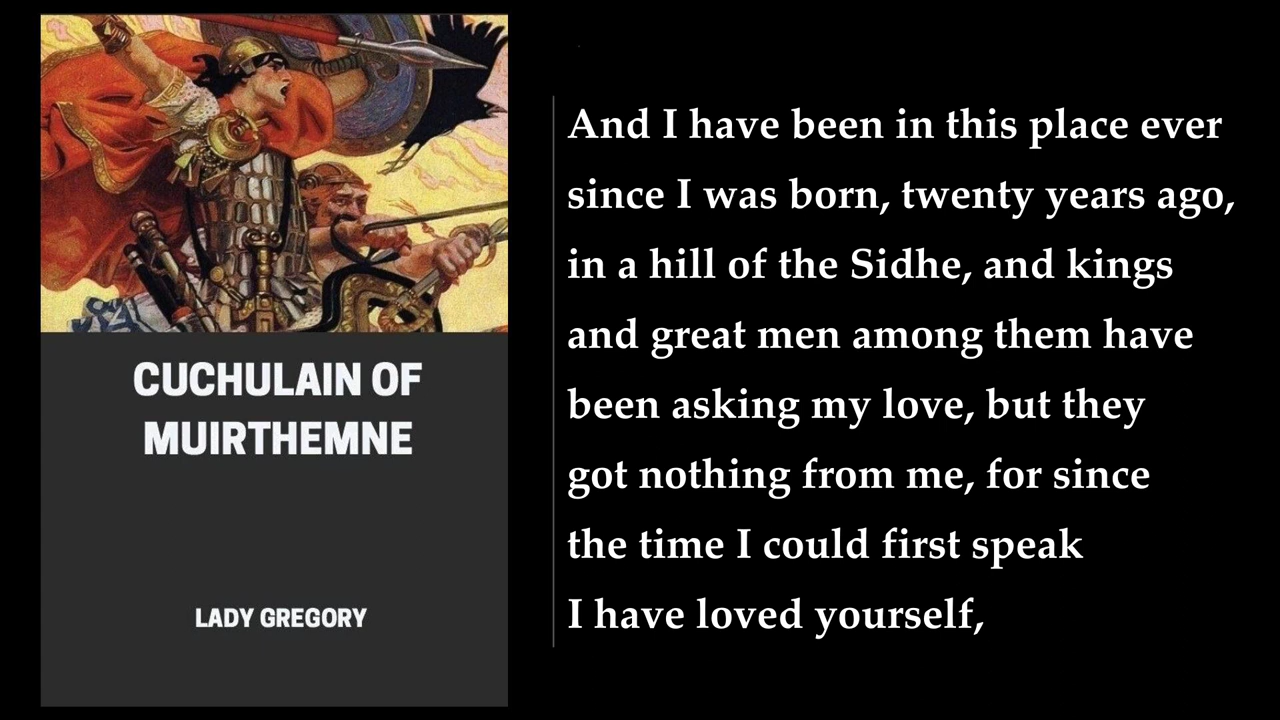 CUCHULAIN OF
MUIRTHEMNE
LADY GREGORY
And I have been in this place ever
since I was born, twenty years ago,
in a hill of the Sidhe, and kings
and great men among them have
been asking my love, but they
got nothing from me, for since
the time I could first speak
I have loved yourself,